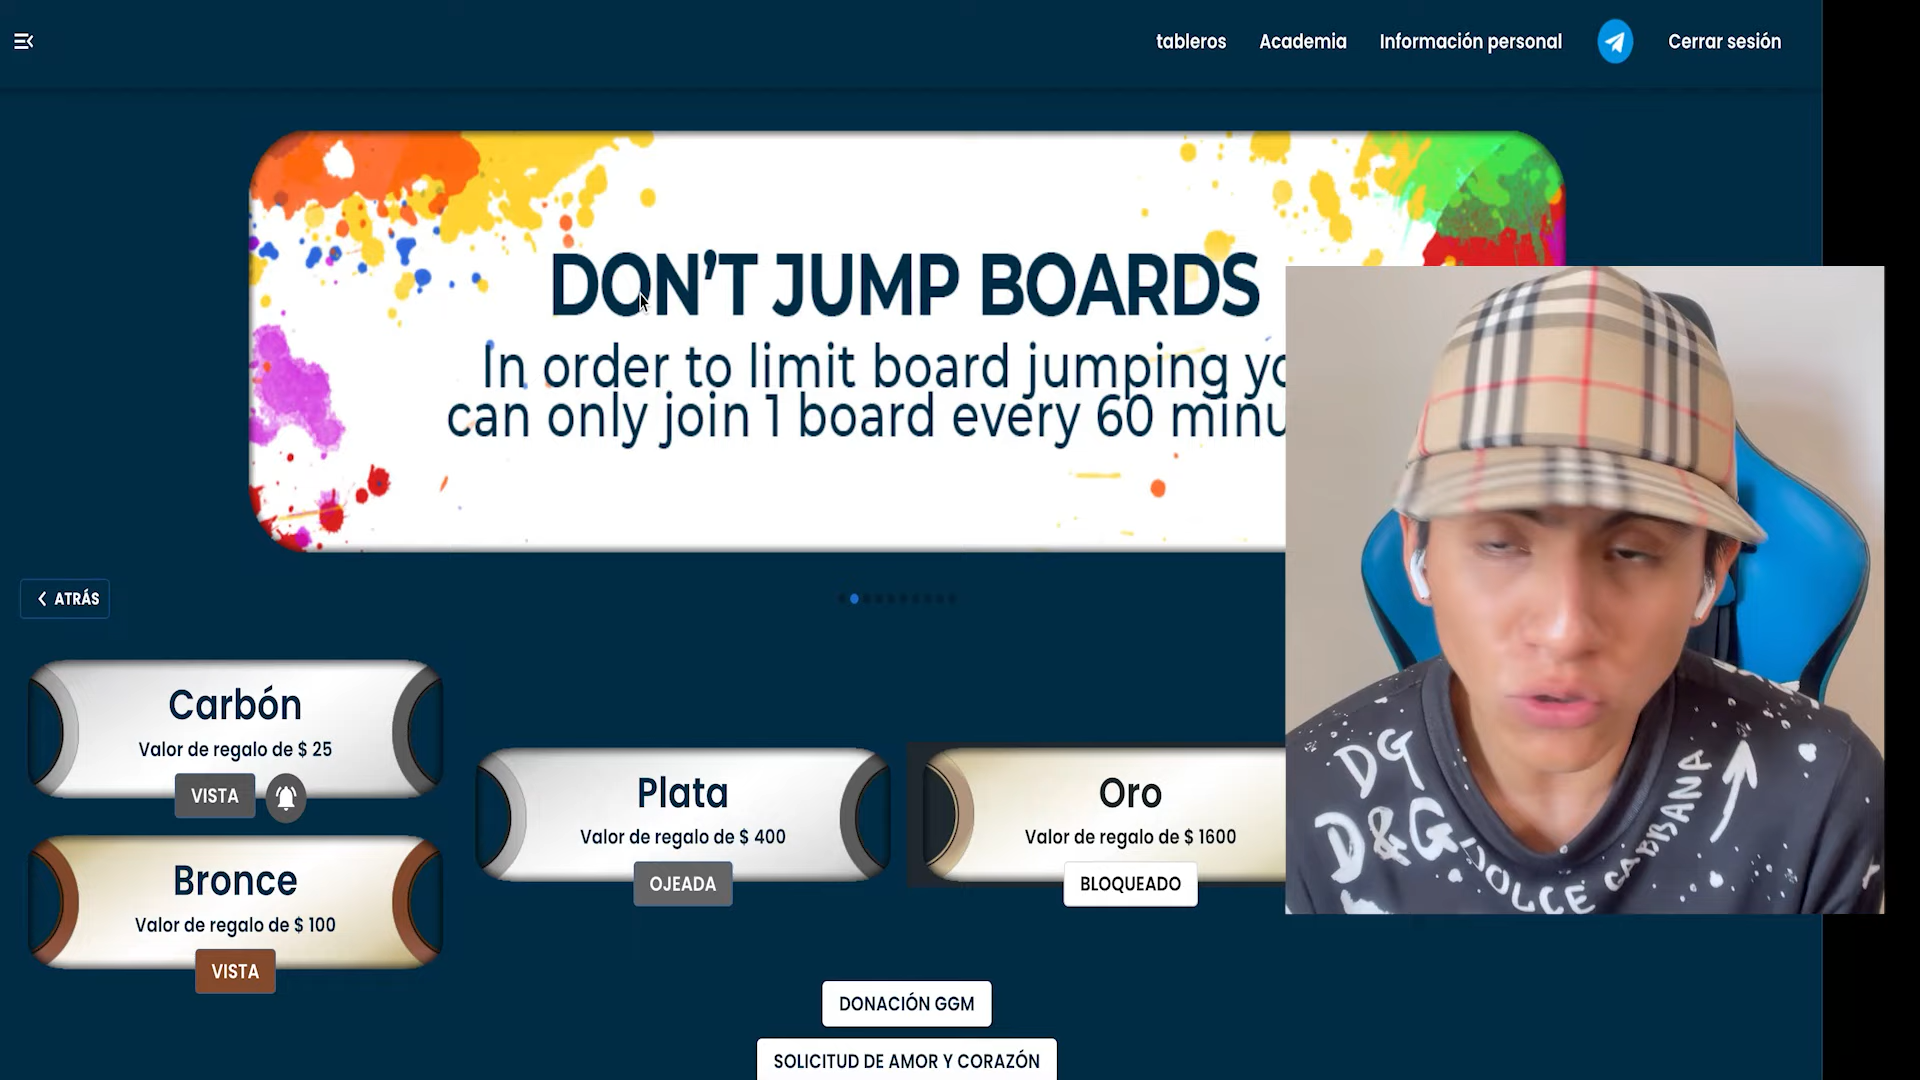 tableros Academia Información personal Cerrar sesión
DON'T JUMP BOARDS
In order to limit board jumping
can only join 1 board every 60
ATRÁS
Carbón
Valor de regalo de $ 25
VISTA
Bronce
Valor de regalo de $ 100
VISTA
Plata
Valor de regalo de $ 400
OJEADA
Oro
Valor de regalo de $ 1600
BLOQUEADO
DONACIÓN GGM
SOLICITUD DE AMOR Y CORAZÓN
DG
D&G
DOLCE GABBANA